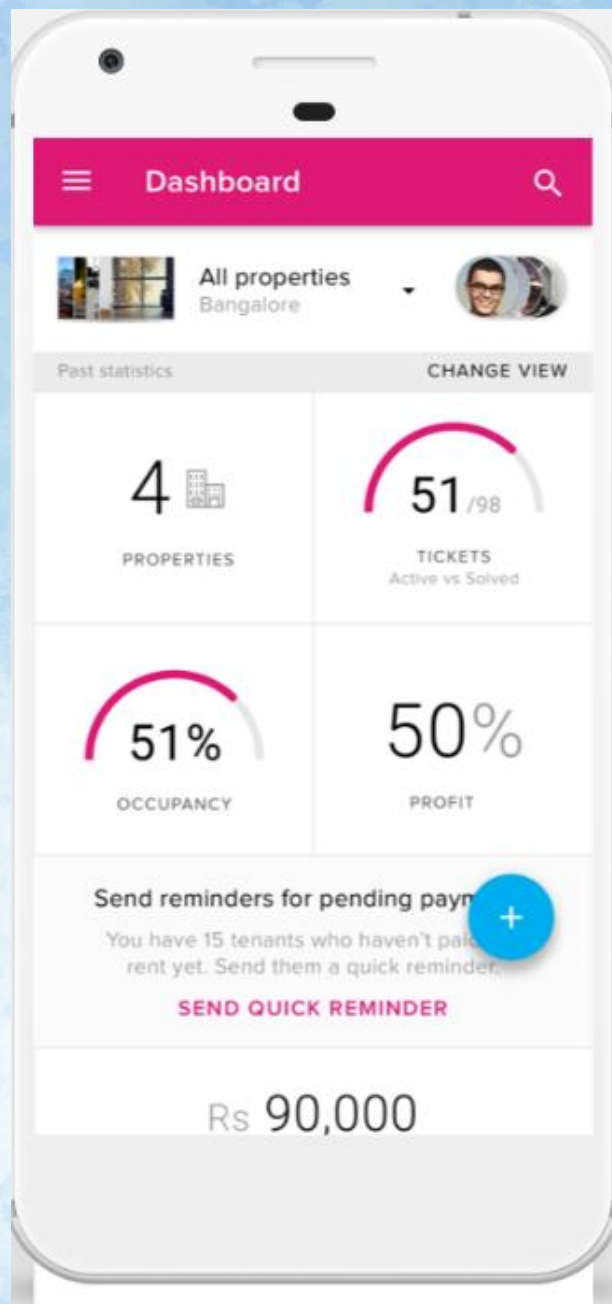 Dashboard
All properties
Bangalore
Past statistics
CHANGE VIEW
4
PROPERTIES
51 /98
TICKETS
Active vs Solved
51%
OCCUPANCY
50%
PROFIT
Send reminders for pending
You have 15 tenants who haven't
rent yet. Send them a quick reminder.
SEND QUICK REMINDER
Rs 90,000